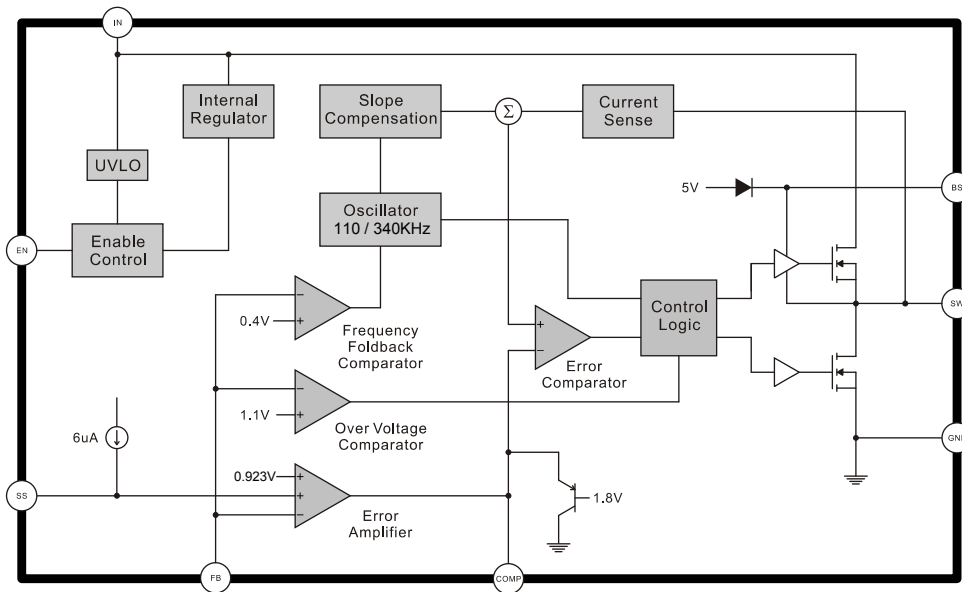 IN
Internal
Regulator
Slope
Compensation
Σ
Current
Sense
UVLO
5V
BS
Oscillator
110 / 340KHz
EN
Enable
Control
−
+
0.4V
Frequency
Foldback
Comparator
+
−
Error
Comparator
Control
Logic
SW
−
+
1.1V
Over Voltage
Comparator
6uA
GND
0.923V
+
+
−
Error
Amplifier
1.8V
SS
FB
COMP